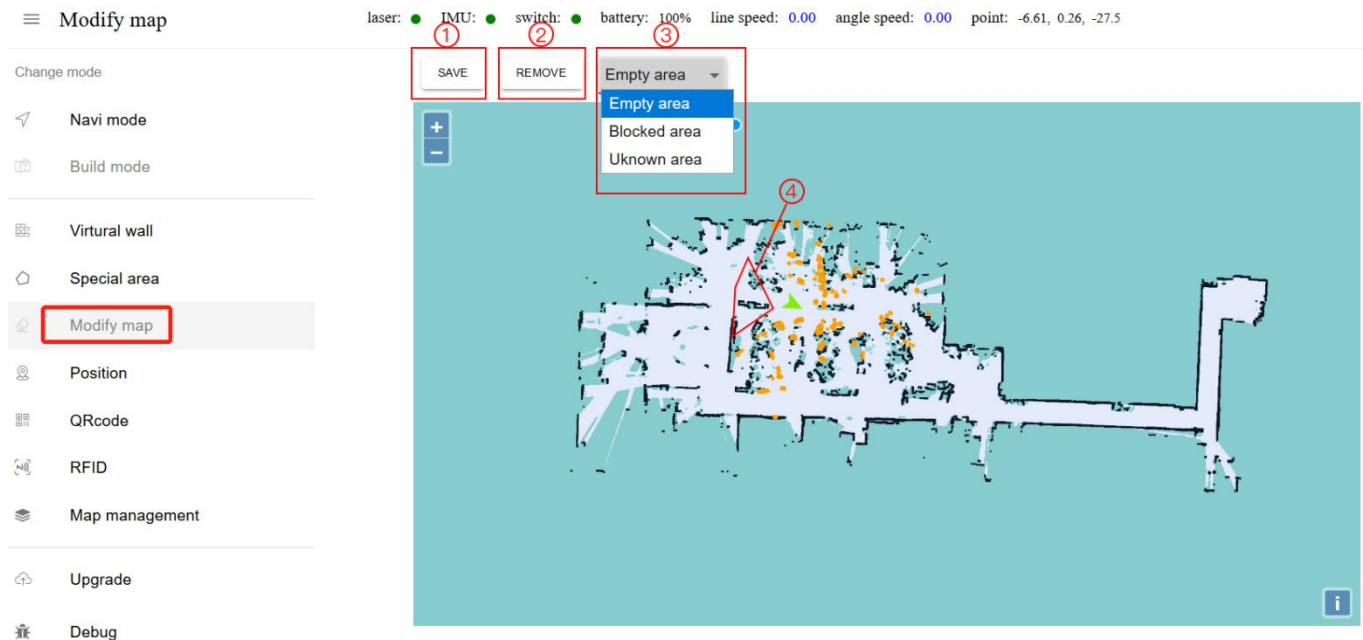 Modify map
laser: IMU: switch: battery: 100% line speed: 0.00 angle speed: 0.00 point: -6.61, 0.26, -27.5
① ② ③
Change mode
SAVE REMOVE Empty area
Empty area
Blocked area
Uknown area
+
−
④
Navi mode
Build mode
Virtural wall
Special area
Modify map
Position
QRcode
RFID
Map management
Upgrade
Debug
i